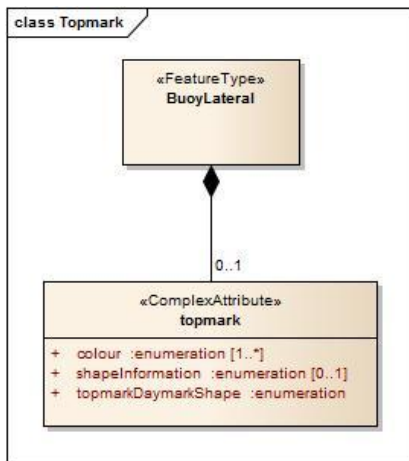 class Topmark
«FeatureType»
BuoyLateral
0..1
«ComplexAttribute»
topmark
+ colour :enumeration [1..*]
+ shapeInformation :enumeration [0..1]
+ topmarkDaymarkShape :enumeration